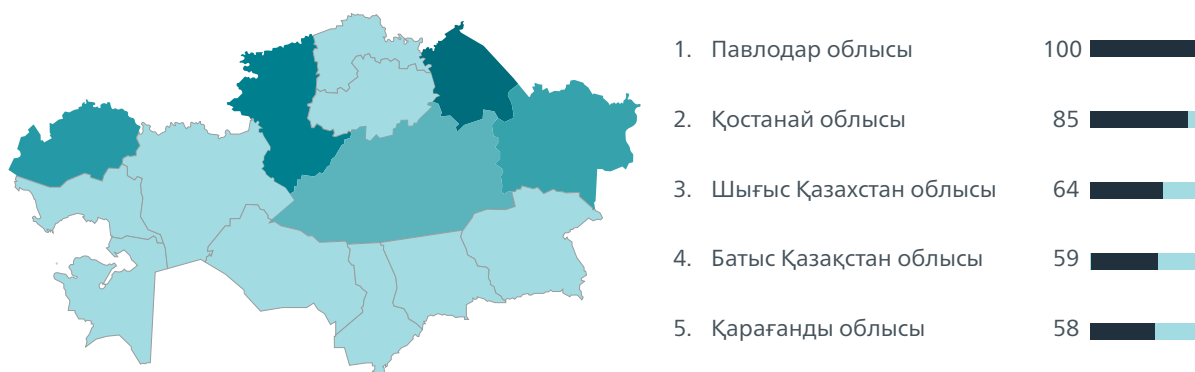 1. Павлодар облысы 100
2. Қостанай облысы 85
3. Шығыс Қазахстан облысы 64
4. Батыс Қазақстан облысы 59
5. Қарағанды облысы 58